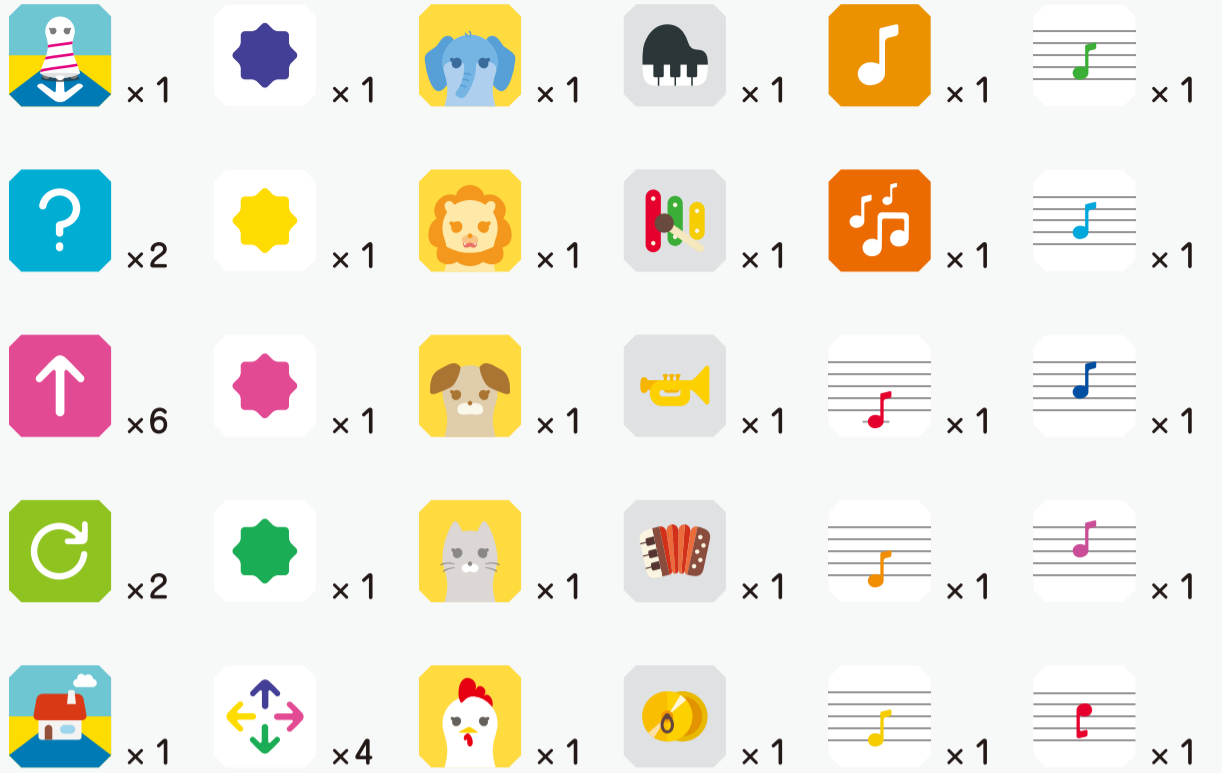 × 1 × 1 × 1 × 1 × 1 × 1
? ×2 × 1 × 1 × 1 × 1 × 1
×6 × 1 × 1 × 1 × 1 × 1
×2 × 1 × 1 × 1 × 1 × 1
× 1 ×4 × 1 × 1 × 1 × 1